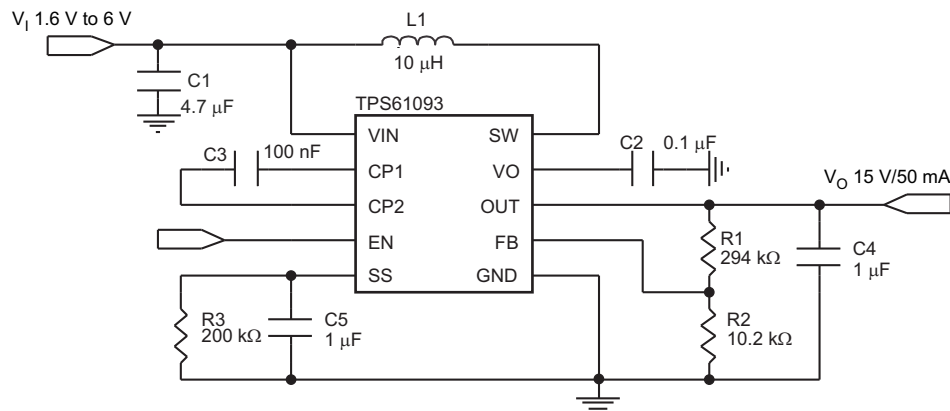 V_I 1.6 V to 6 V
L1
10 μH
C1
4.7 μF
TPS61093
C3
100 nF
VIN
SW
C2
0.1 μF
CP1
VO
V_O 15 V/50 mA
CP2
OUT
EN
FB
R1
294 kΩ
C4
1 μF
SS
GND
R3
200 kΩ
C5
1 μF
R2
10.2 kΩ